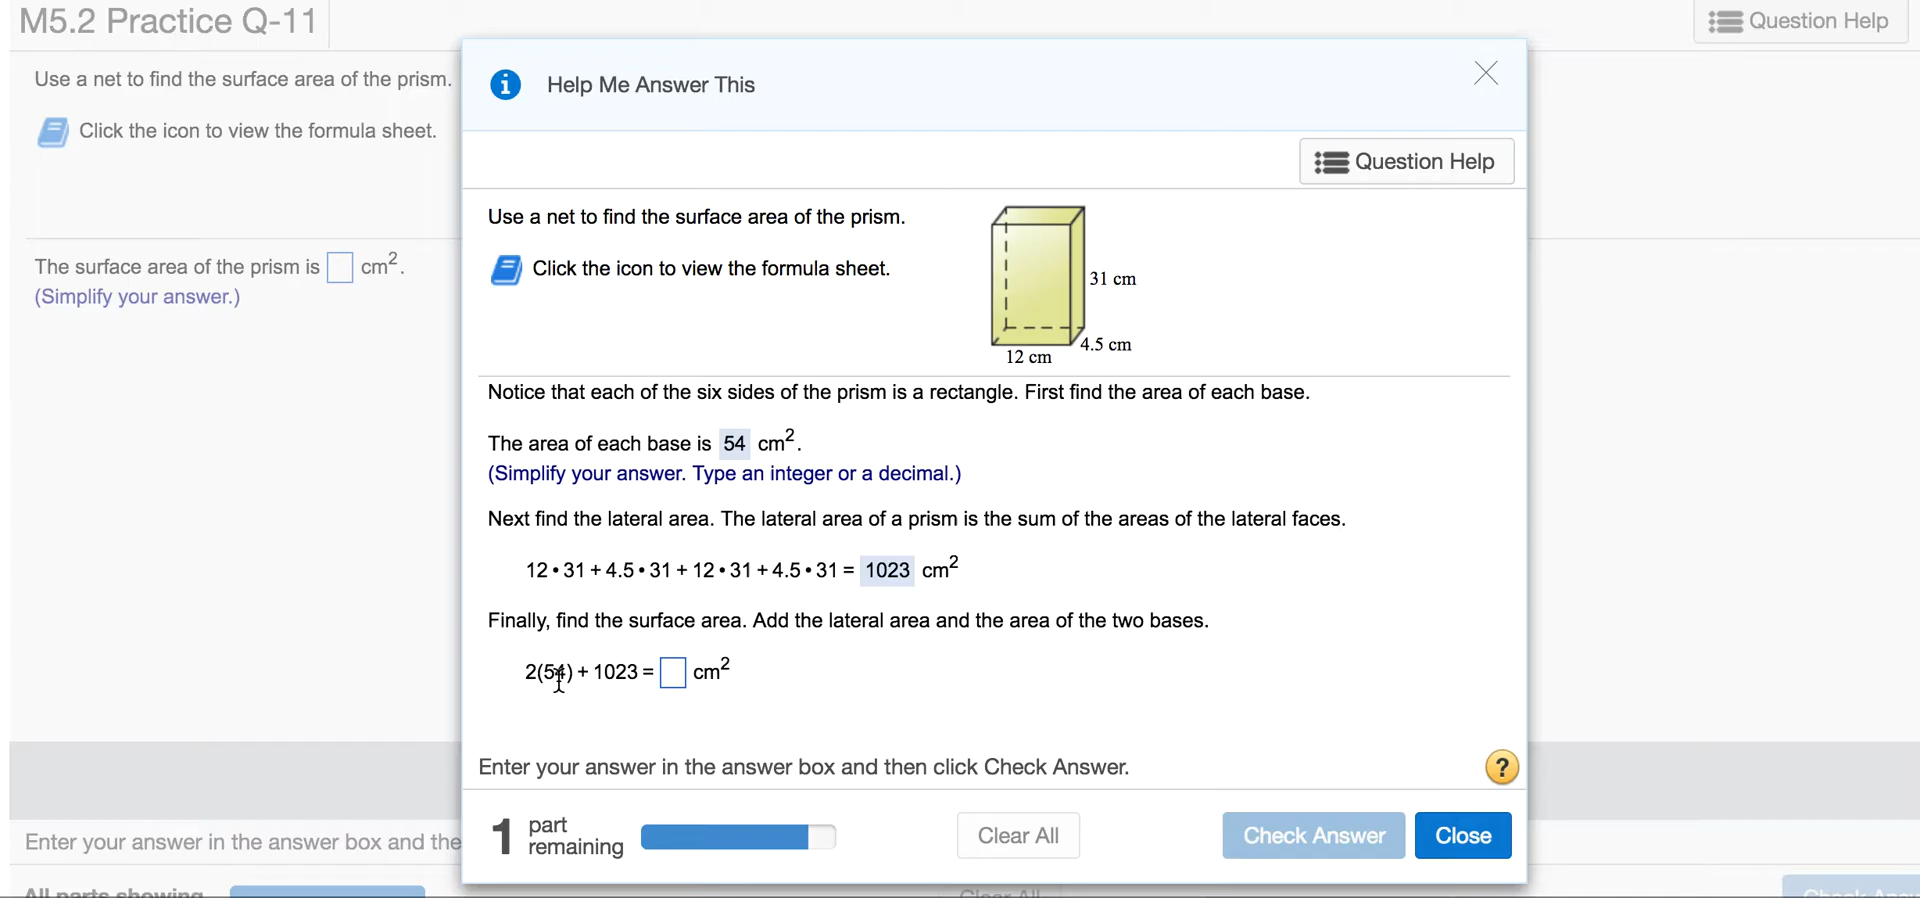 M5.2 Practice Q-11
Question Help
Use a net to find the surface area of the prism.
Click the icon to view the formula sheet.
The surface area of the prism is cm2.
(Simplify your answer.)
Enter your answer in the answer box and the
All parts showing
Clear All
Help Me Answer This
Question Help
Use a net to find the surface area of the prism.
Click the icon to view the formula sheet.
31 cm
4.5 cm
12 cm
Notice that each of the six sides of the prism is a rectangle. First find the area of each base.
The area of each base is 54 cm2.
(Simplify your answer. Type an integer or a decimal.)
Next find the lateral area. The lateral area of a prism is the sum of the areas of the lateral faces.
12•31+4.5•31+12•31+4.5•31= 1023 cm2
Finally, find the surface area. Add the lateral area and the area of the two bases.
2(54)+1023= cm2
Enter your answer in the answer box and then click Check Answer.
?
1 part remaining
Clear All
Check Answer
Close